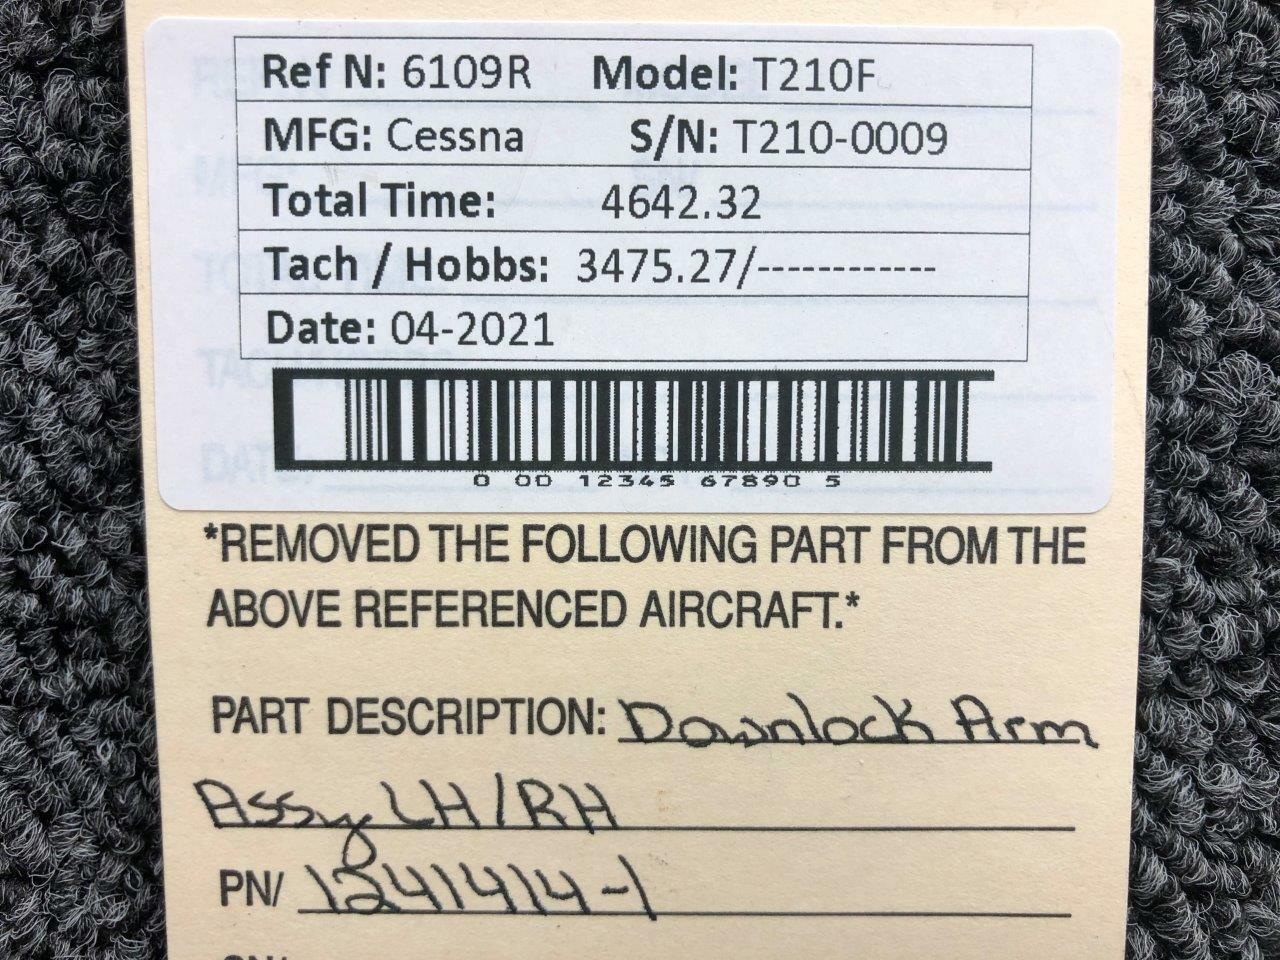 Ref N: 6109R Model: T210F
MFG: Cessna S/N: T210-0009
Total Time: 4642.32
Tach / Hobbs: 3475.27/------------
Date: 04-2021
0 00 12345 67890 5
*REMOVED THE FOLLOWING PART FROM THE
ABOVE REFERENCED AIRCRAFT.*
PART DESCRIPTION: Downlock Arm
Assy LH/RH
PN/ 1241414-1